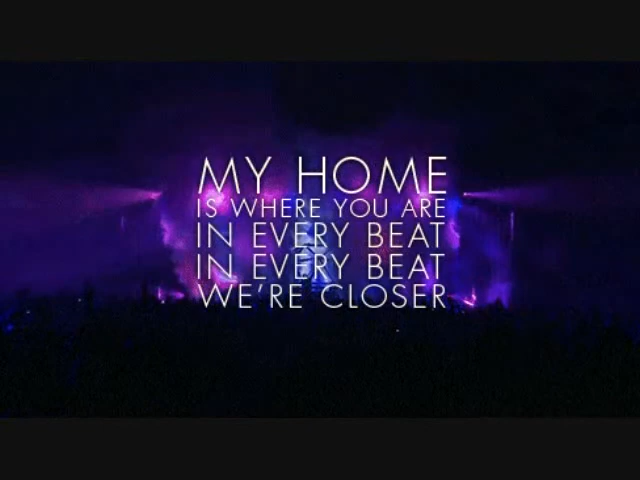 MY HOME
IS WHERE YOU ARE
IN EVERY BEAT
IN EVERY BEAT
WE'RE CLOSER